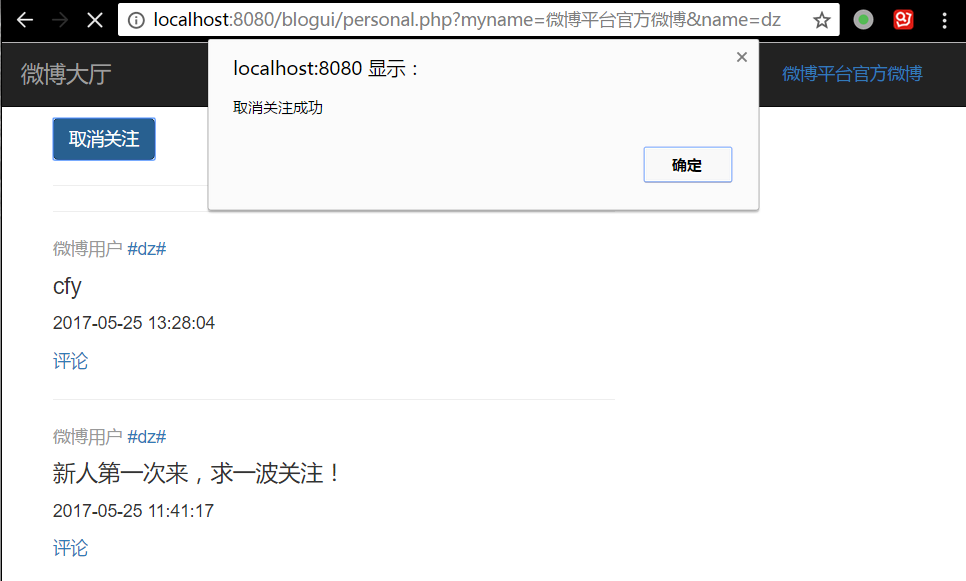 localhost:8080/blogui/personal.php?myname=微博平台官方微博&name=dz
微博大厅
微博平台官方微博
localhost:8080 显示：
取消关注成功
确定
取消关注
微博用户 #dz#
cfy
2017-05-25 13:28:04
评论
微博用户 #dz#
新人第一次来，求一波关注！
2017-05-25 11:41:17
评论